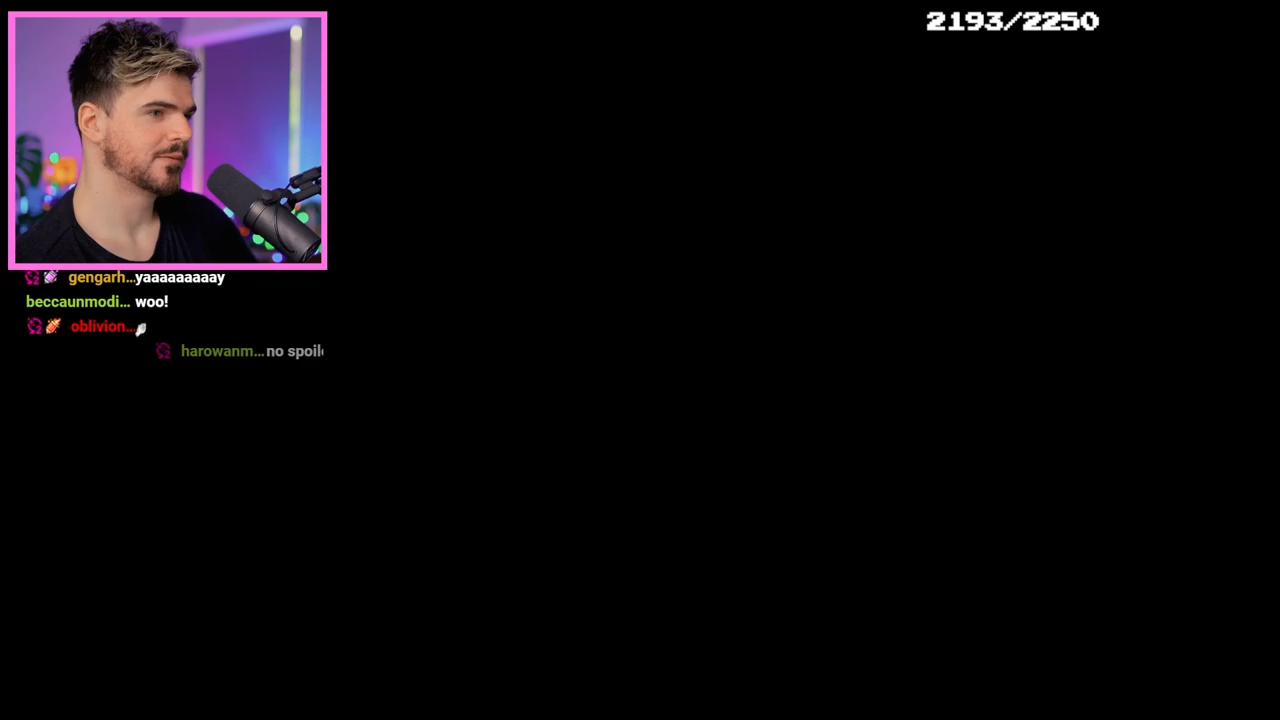 2193/2250
gengarh…yaaaaaaaaay
beccaunmodi… woo!
oblivion…
harowanm…no spoil